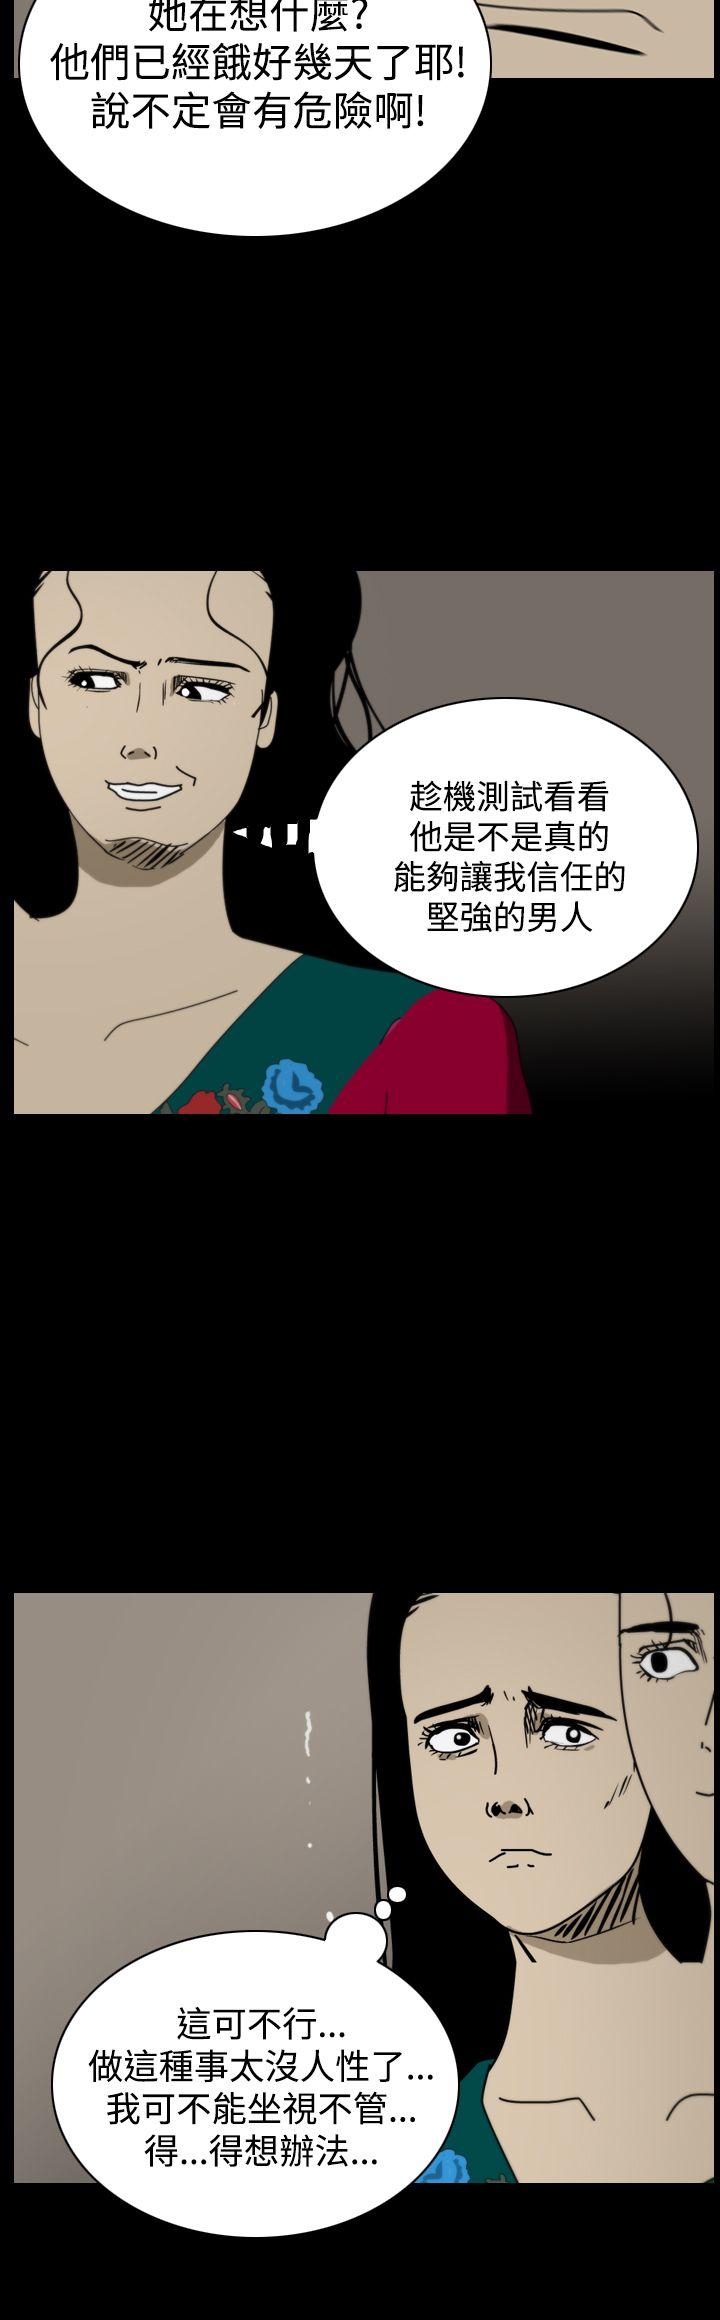 她在想什麼?
他們已經餓好幾天了耶!
說不定會有危險啊!
趁機測試看看
他是不是真的
能夠讓我信任的
堅強的男人
這可不行...
做這種事太沒人性了...
我可不能坐視不管...
得...得想辦法...